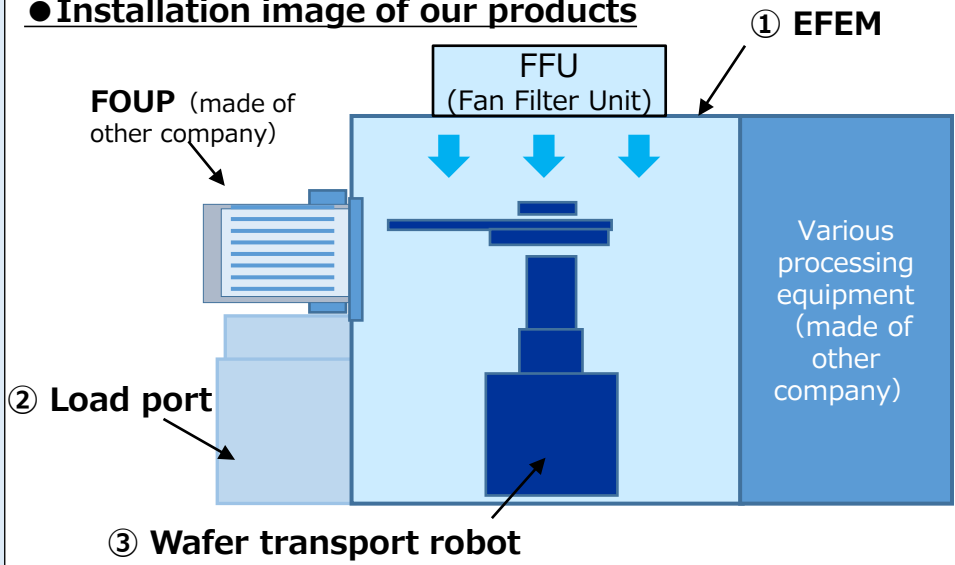 ●Installation image of our products
① EFEM
FFU
(Fan Filter Unit)
FOUP（made of
other company）
Various
processing
equipment
（made of
other
company）
② Load port
③ Wafer transport robot